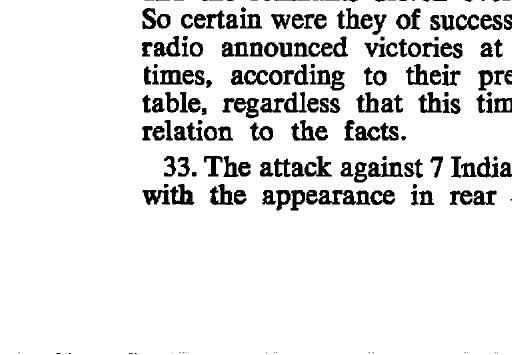 So certain were they of success
radio announced victories at
times, according to their pre
table, regardless that this tim
relation to the facts.
33. The attack against 7 India
with the appearance in rear